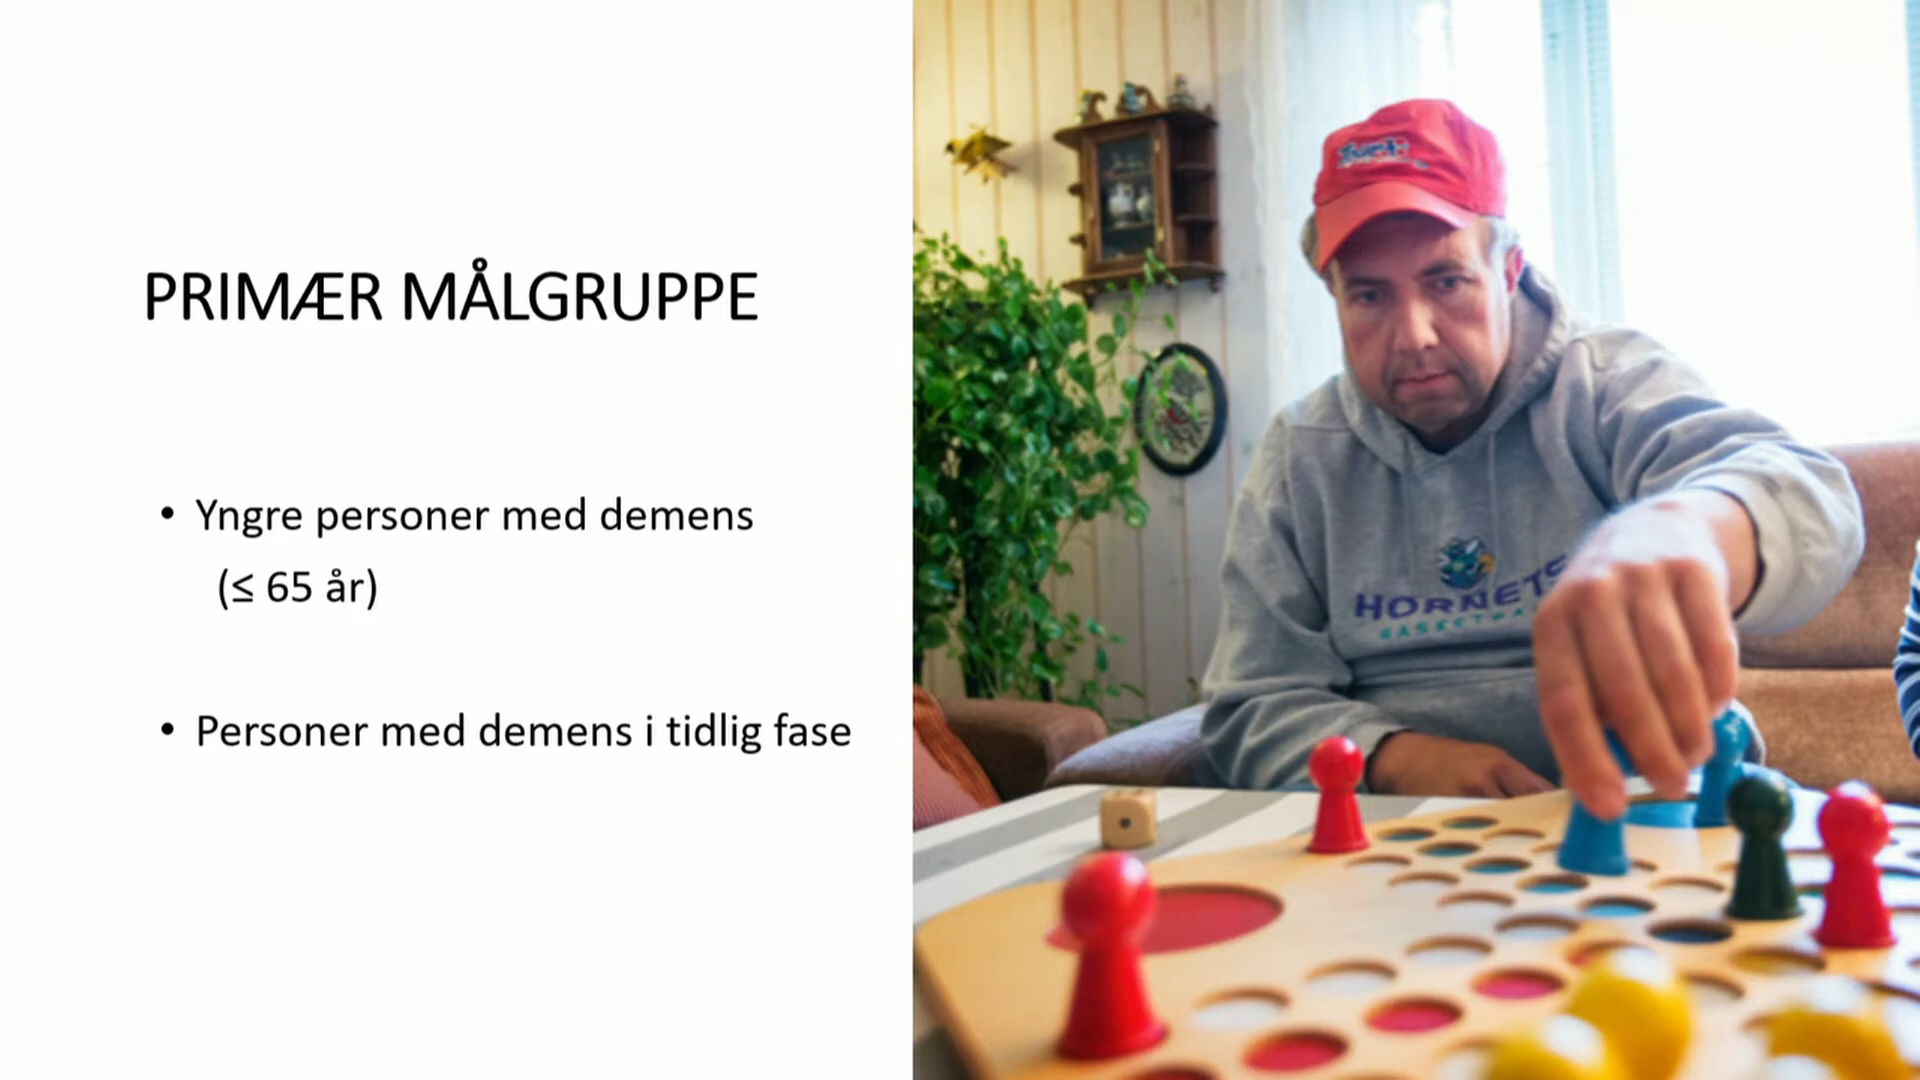 PRIMÆR MÅLGRUPPE
• Yngre personer med demens
(≤ 65 år)
• Personer med demens i tidlig fase
HORNETS